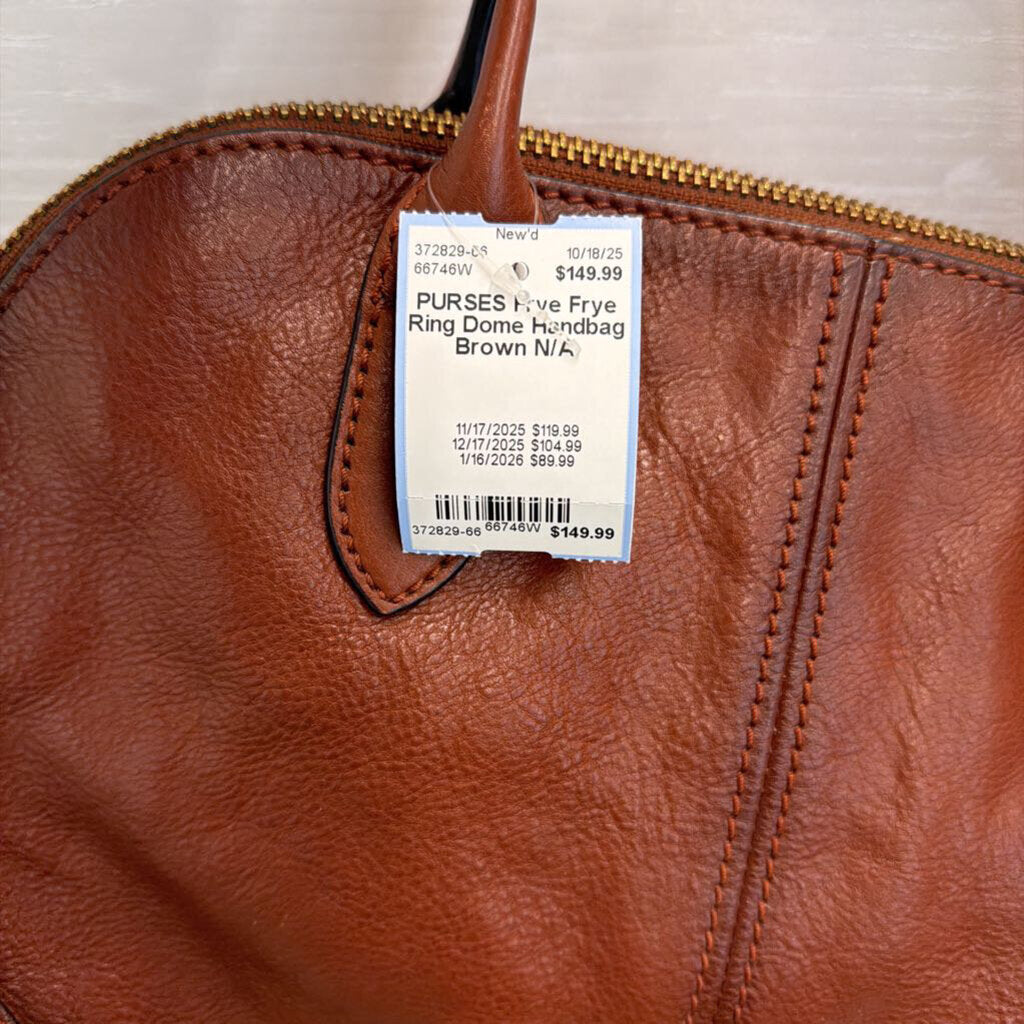 New'd
372829-66 10/18/25
66746W $149.99
PURSES Frye Frye
Ring Dome Handbag
Brown N/A
11/17/2025 $119.99
12/17/2025 $104.99
1/16/2026 $89.99
372829-66 66746W $149.99